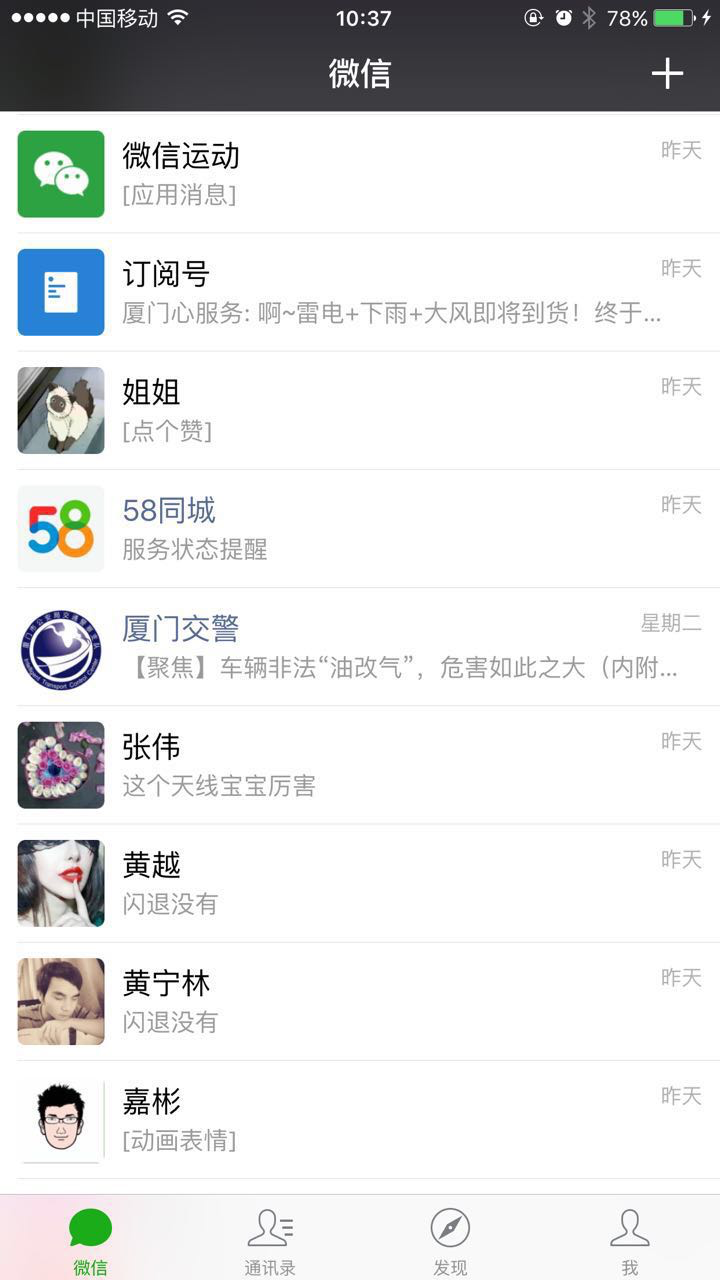 中国移动 10:37 78%
微信
微信运动 昨天
[应用消息]
订阅号 昨天
厦门心服务: 啊~雷电+下雨+大风即将到货！终于...
姐姐 昨天
[点个赞]
58
58同城 昨天
服务状态提醒
厦门交警 星期二
【聚焦】车辆非法“油改气”，危害如此之大（内附...
Intelligent Transport Control Center
张伟 昨天
这个天线宝宝厉害
黄越 昨天
闪退没有
黄宁林 昨天
闪退没有
嘉彬 昨天
[动画表情]
微信 通讯录 发现 我